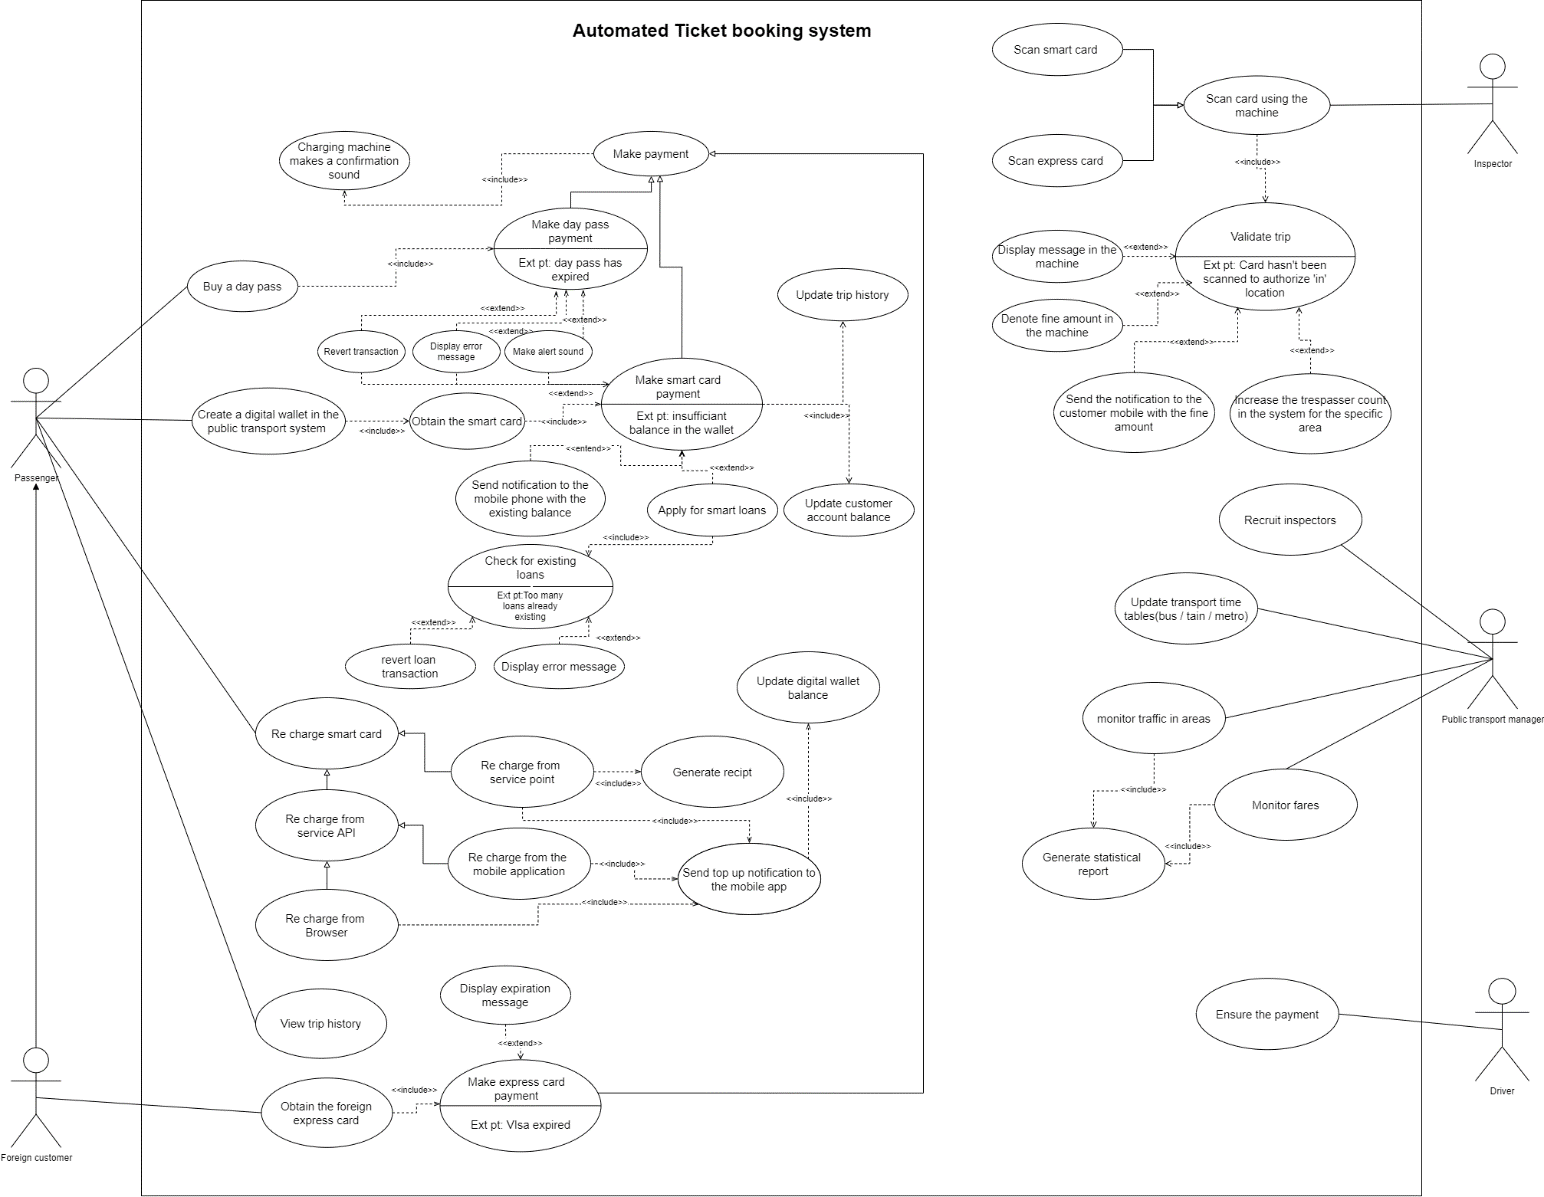 Automated Ticket booking system
Scan smart card
Scan card using the
machine
Scan express card
Inspector
<<include>>
Charging machine
makes a confirmation
sound
Make payment
<<include>>
Make day pass
payment
Ext pt: day pass has
expired
Buy a day pass
<<include>>
Validate trip
Ext pt: Card hasn't been
scanned to authorize 'in'
location
Display message in the
machine
<<extend>>
Denote fine amount in
the machine
<<extend>>
<<extend>>
<<extend>>
Send the notification to the
customer mobile with the fine
amount
Increase the trespasser count
in the system for the specific
area
Update trip history
<<extend>>
<<extend>>
<<extend>>
Revert transaction
Display error
message
Make alert sound
Make smart card
payment
Ext pt: insufficient
balance in the wallet
<<extend>>
<<include>>
Create a digital wallet in the
public transport system
<<include>>
Obtain the smart card
<<include>>
Passenger
<<entend>>
<<extend>>
Send notification to the
mobile phone with the
existing balance
Apply for smart loans
Update customer
account balance
<<include>>
Check for existing
loans
Ext pt:Too many
loans already
existing
<<extend>>
<<extend>>
revert loan
transaction
Display error message
Recruit inspectors
Update transport time
tables(bus / tain / metro)
Public transport manager
monitor traffic in areas
<<include>>
Monitor fares
<<include>>
Generate statistical
report
Update digital wallet
balance
Re charge smart card
Re charge from
service point
<<include>>
Generate recipt
<<include>>
<<include>>
Re charge from
service API
Re charge from the
mobile application
<<include>>
Send top up notification to
the mobile app
Re charge from
Browser
<<include>>
Display expiration
message
View trip history
<<extend>>
Ensure the payment
Driver
Make express card
payment
Ext pt: VIsa expired
<<include>>
Obtain the foreign
express card
Foreign customer